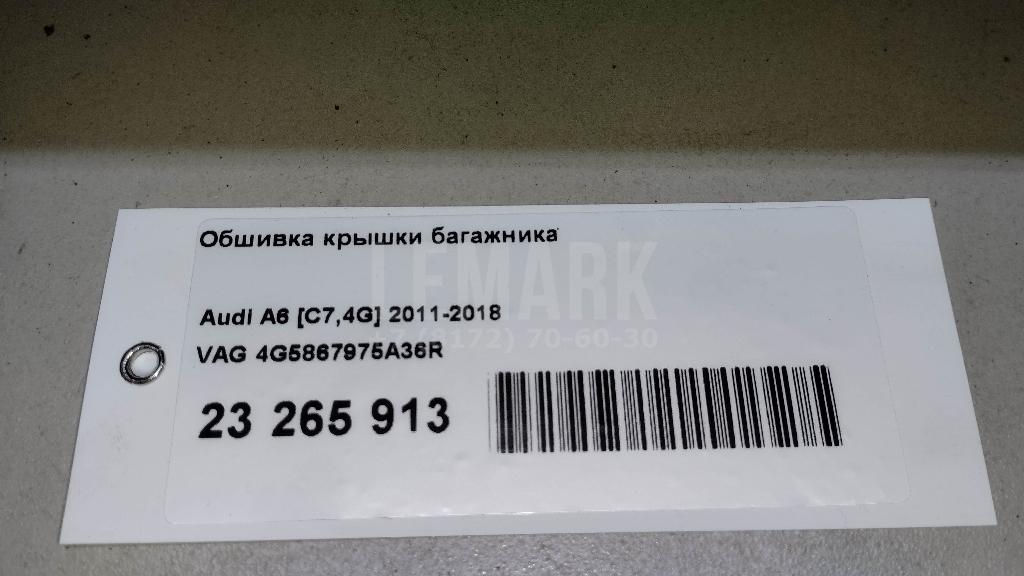 Обшивка крышки багажника
LEMARK
Audi A6 [C7,4G] 2011-2018
7 (8172) 70-60-30
VAG 4G5867975A36R
23 265 913